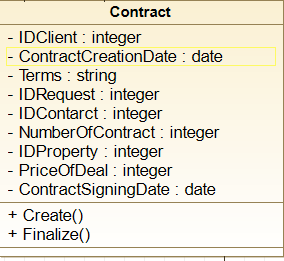 Contract
- IDClient : integer
- ContractCreationDate : date
- Terms : string
- IDRequest : integer
- IDContarct : integer
- NumberOfContract : integer
- IDProperty : integer
- PriceOfDeal : integer
- ContractSigningDate : date
+ Create()
+ Finalize()